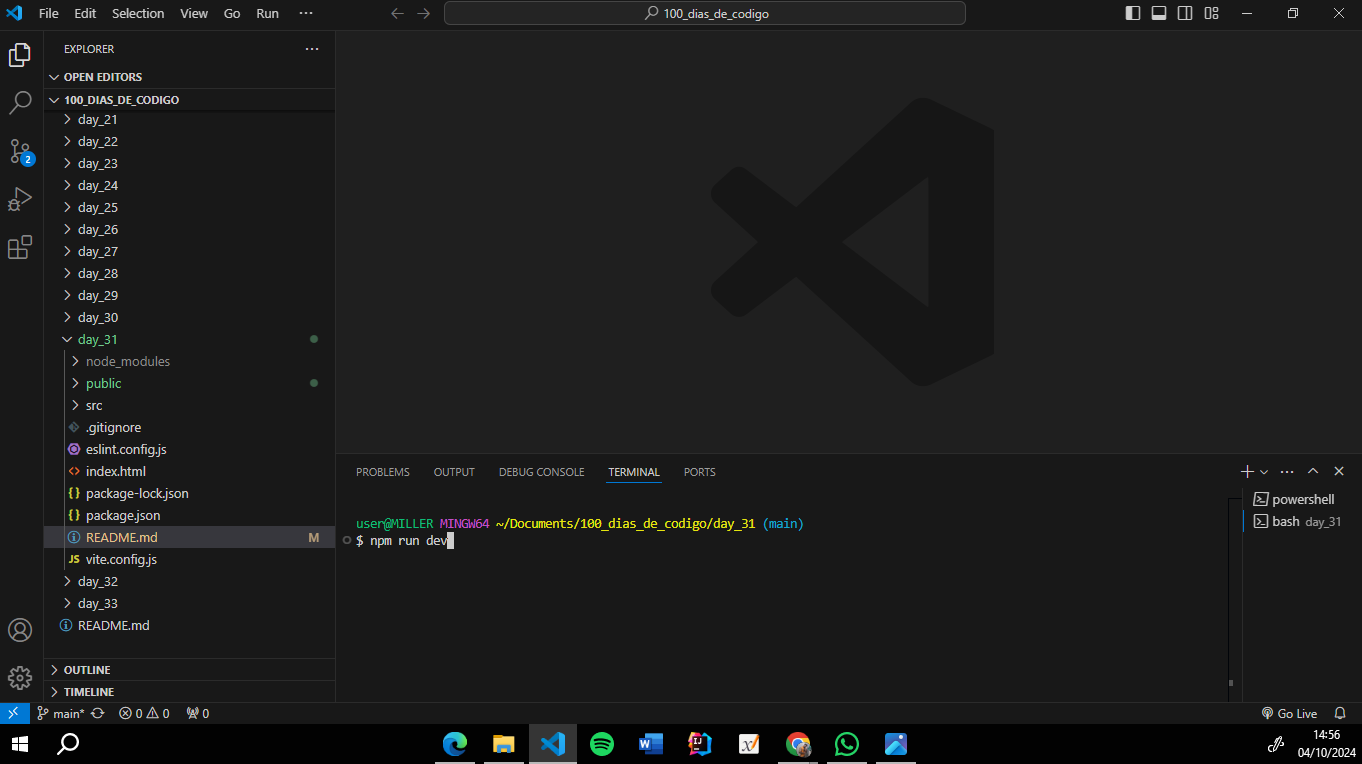 File Edit Selection View Go Run ···
100_dias_de_codigo
EXPLORER
OPEN EDITORS
100_DIAS_DE_CODIGO
day_21
day_22
day_23
day_24
day_25
day_26
day_27
day_28
day_29
day_30
day_31
node_modules
public
src
.gitignore
eslint.config.js
index.html
package-lock.json
package.json
README.md M
JS vite.config.js
day_32
day_33
README.md
OUTLINE
TIMELINE
2
PROBLEMS OUTPUT DEBUG CONSOLE TERMINAL PORTS
user@MILLER MINGW64 ~/Documents/100_dias_de_codigo/day_31 (main)
$ npm run dev
powershell
bash day_31
main* 0 0 0 Go Live
14:56
04/10/2024